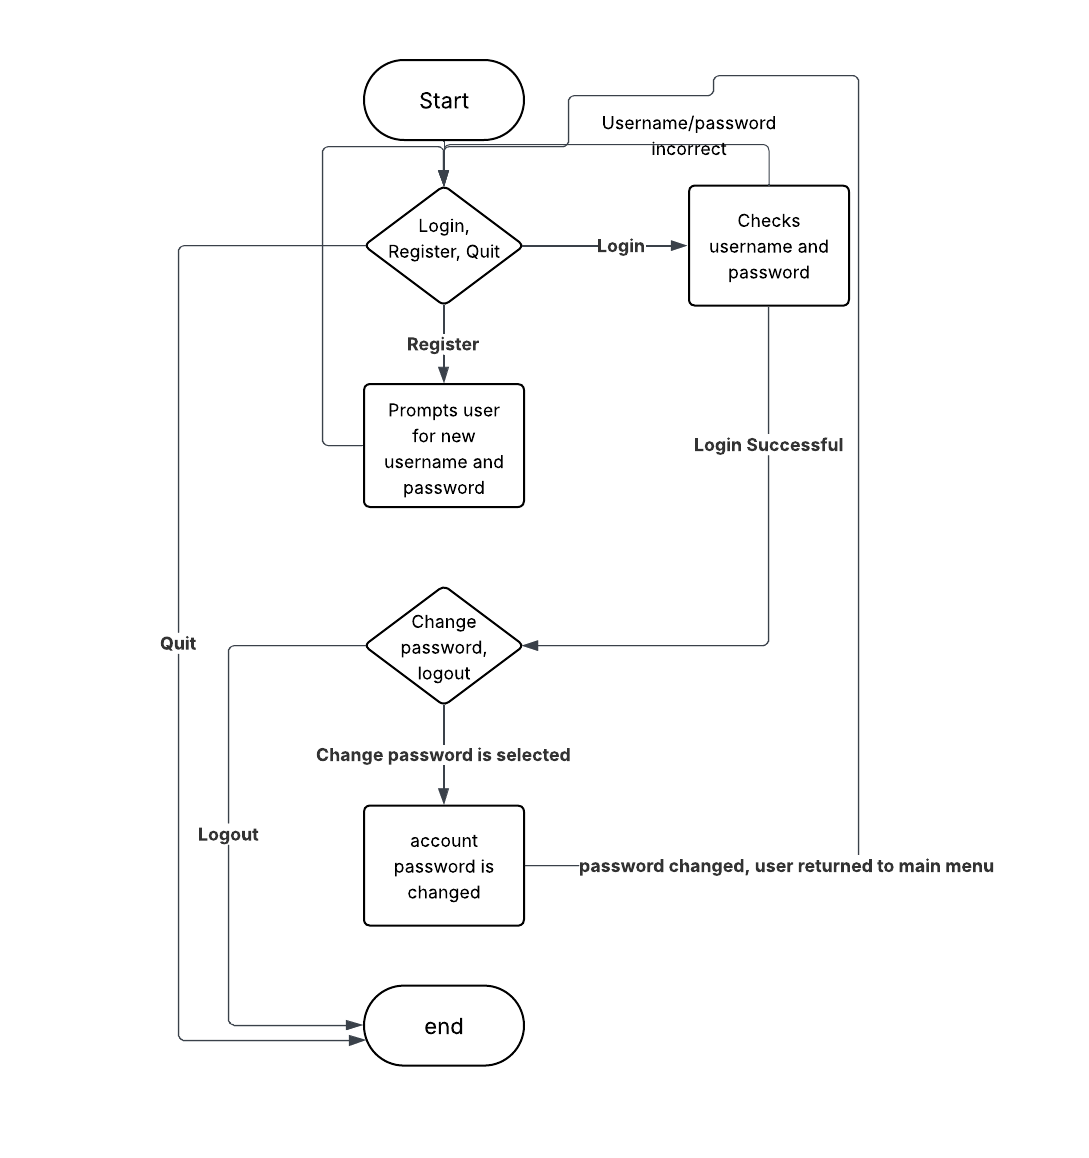 Start
Username/password
incorrect
Login,
Register, Quit
Login
Checks
username and
password
Register
Prompts user
for new
username and
password
Login Successful
Quit
Change
password,
logout
Change password is selected
Logout
account
password is
changed
password changed, user returned to main menu
end